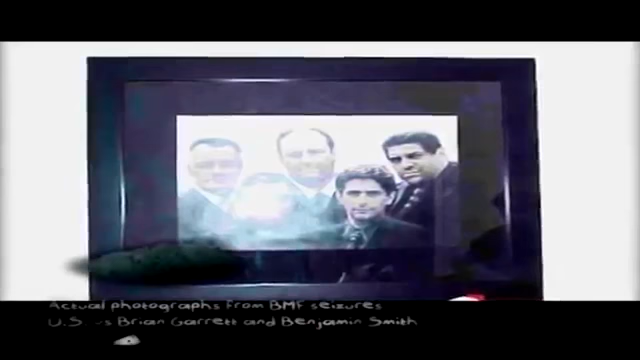 Actual photographs from BMF seizures
U.S. vs Brian Garrett and Benjamin Smith